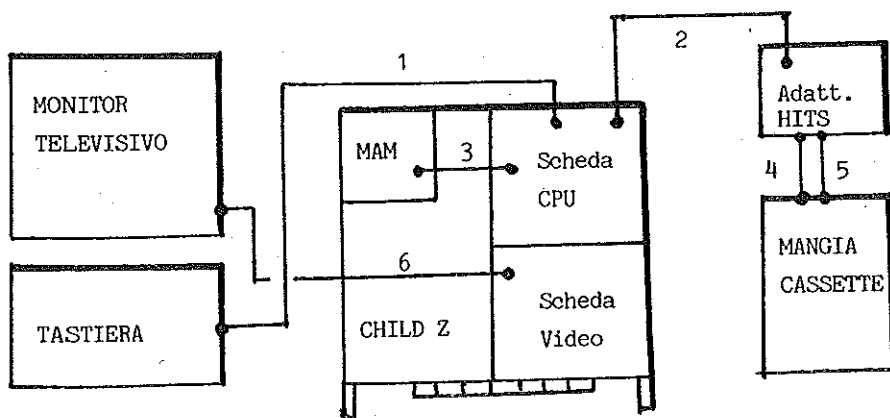 1
2
MONITOR
TELEVISIVO
MAM
3
Scheda
CPU
Adatt.
HITS
4
5
6
MANGIA
CASSETTE
TASTIERA
CHILD Z
Scheda
Video